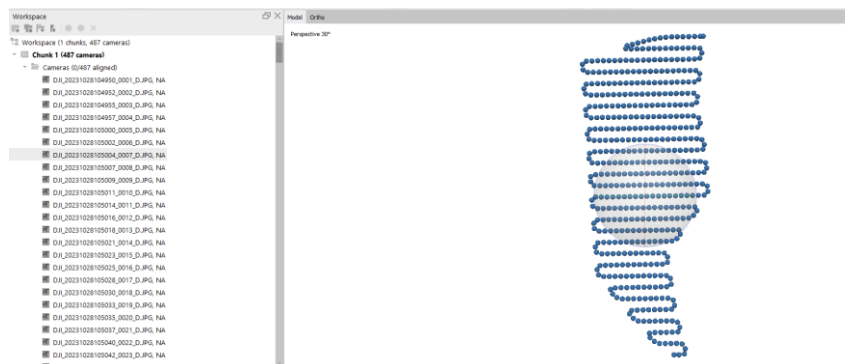 Workspace
Model Ortho
Perspective 30°
Workspace (1 chunks, 487 cameras)
Chunk 1 (487 cameras)
Cameras (0/487 aligned)
DJI_20231028104950_0001_D.JPG, NA
DJI_20231028104952_0002_D.JPG, NA
DJI_20231028104955_0003_D.JPG, NA
DJI_20231028104957_0004_D.JPG, NA
DJI_20231028105000_0005_D.JPG, NA
DJI_20231028105002_0006_D.JPG, NA
DJI_20231028105004_0007_D.JPG, NA
DJI_20231028105007_0008_D.JPG, NA
DJI_20231028105009_0009_D.JPG, NA
DJI_20231028105011_0010_D.JPG, NA
DJI_20231028105014_0011_D.JPG, NA
DJI_20231028105016_0012_D.JPG, NA
DJI_20231028105018_0013_D.JPG, NA
DJI_20231028105021_0014_D.JPG, NA
DJI_20231028105023_0015_D.JPG, NA
DJI_20231028105025_0016_D.JPG, NA
DJI_20231028105028_0017_D.JPG, NA
DJI_20231028105030_0018_D.JPG, NA
DJI_20231028105033_0019_D.JPG, NA
DJI_20231028105035_0020_D.JPG, NA
DJI_20231028105037_0021_D.JPG, NA
DJI_20231028105040_0022_D.JPG, NA
DJI_20231028105042_0023_D.JPG, NA